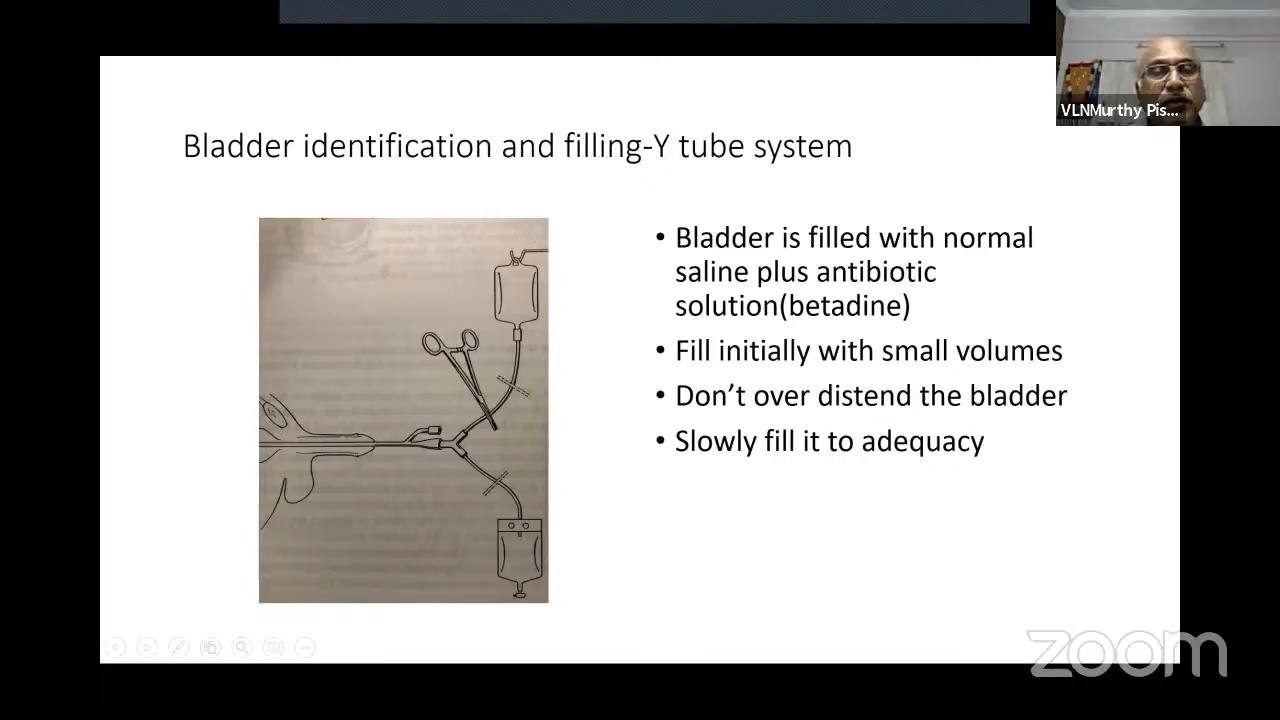 VLNMurthy Pis...
Bladder identification and filling-Y tube system
• Bladder is filled with normal
saline plus antibiotic
solution(betadine)
• Fill initially with small volumes
• Don’t over distend the bladder
• Slowly fill it to adequacy
zoom